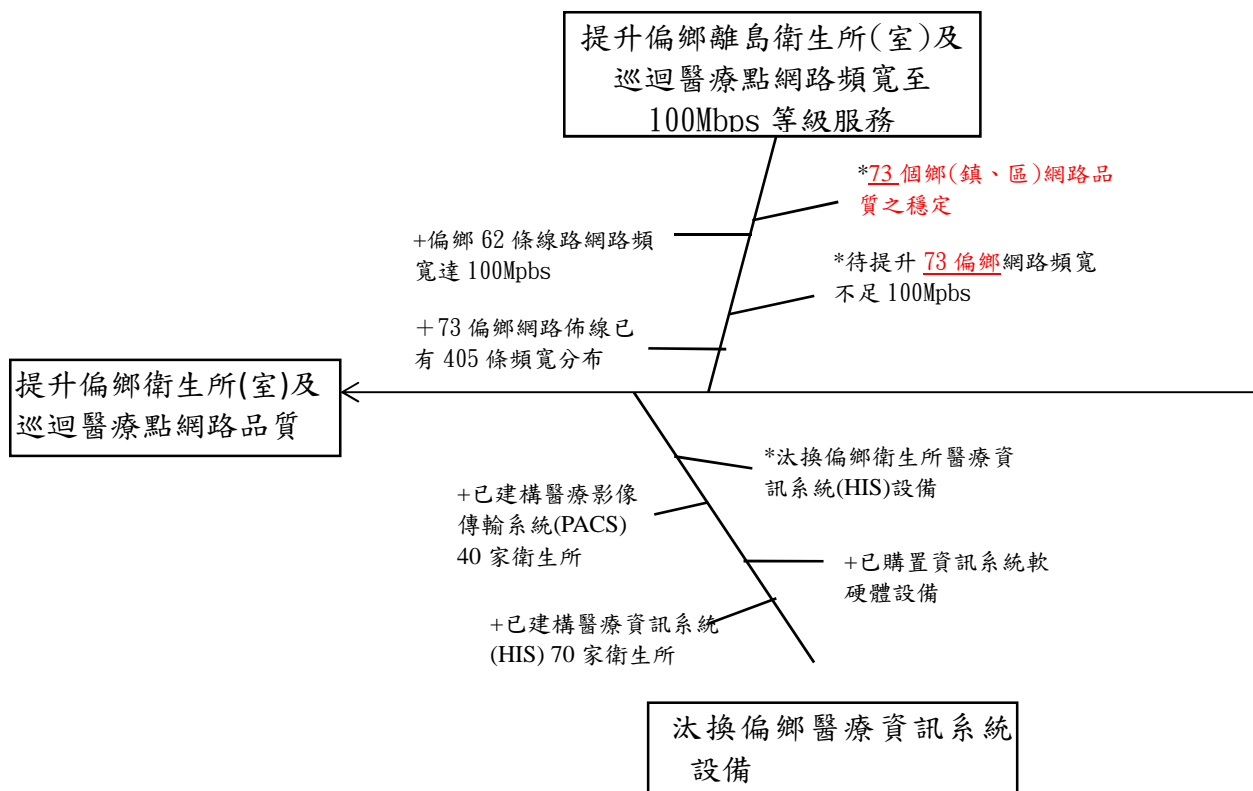 提升偏鄉離島衛生所(室)及
巡迴醫療點網路頻寬至
100Mbps 等級服務
*73 個鄉(鎮、區)網路品
質之穩定
+偏鄉 62 條線路網路頻
寬達 100Mpbs
*待提升 73 偏鄉網路頻寬
不足 100Mpbs
＋73 偏鄉網路佈線已
有 405 條頻寬分布
提升偏鄉衛生所(室)及
巡迴醫療點網路品質
*汰換偏鄉衛生所醫療資
訊系統(HIS)設備
+已建構醫療影像
傳輸系統(PACS)
40 家衛生所
+已購置資訊系統軟
硬體設備
+已建構醫療資訊系統
(HIS) 70 家衛生所
汰換偏鄉醫療資訊系統
設備